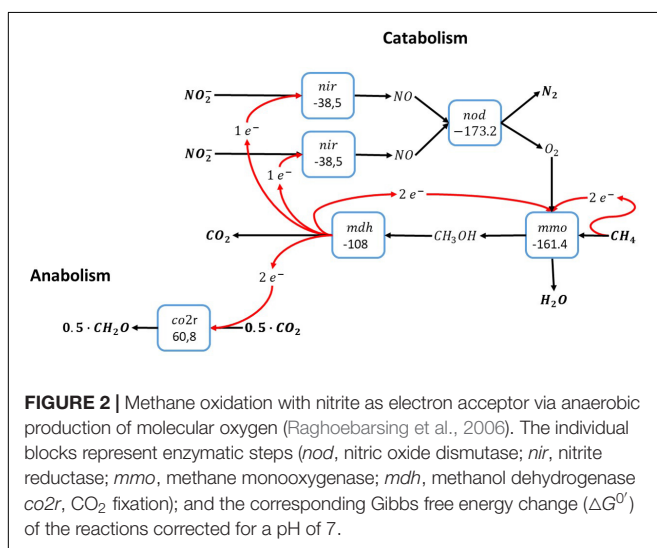 Catabolism
NO₂⁻
nir
-38,5
NO
N₂
1 e⁻
nod
−173.2
NO₂⁻
nir
-38,5
NO
O₂
1 e⁻
2 e⁻
2 e⁻
CO₂
mdh
-108
CH₃OH
mmo
-161.4
CH₄
2 e⁻
H₂O
Anabolism
0.5 · CH₂O
co2r
60,8
0.5 · CO₂
FIGURE 2 | Methane oxidation with nitrite as electron acceptor via anaerobic
production of molecular oxygen (Raghoebarsing et al., 2006). The individual
blocks represent enzymatic steps (nod, nitric oxide dismutase; nir, nitrite
reductase; mmo, methane monooxygenase; mdh, methanol dehydrogenase
co2r, CO₂ fixation); and the corresponding Gibbs free energy change (△G⁰′)
of the reactions corrected for a pH of 7.